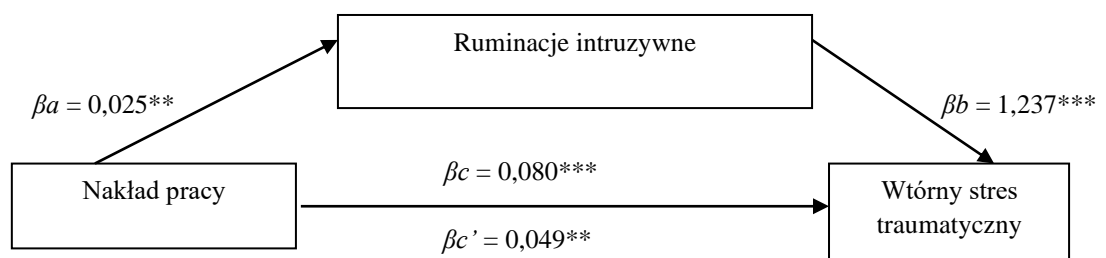 Ruminacje intruzywne
βa = 0,025**
βb = 1,237***
Nakład pracy
βc = 0,080***
βc’ = 0,049**
Wtórny stres
traumatyczny